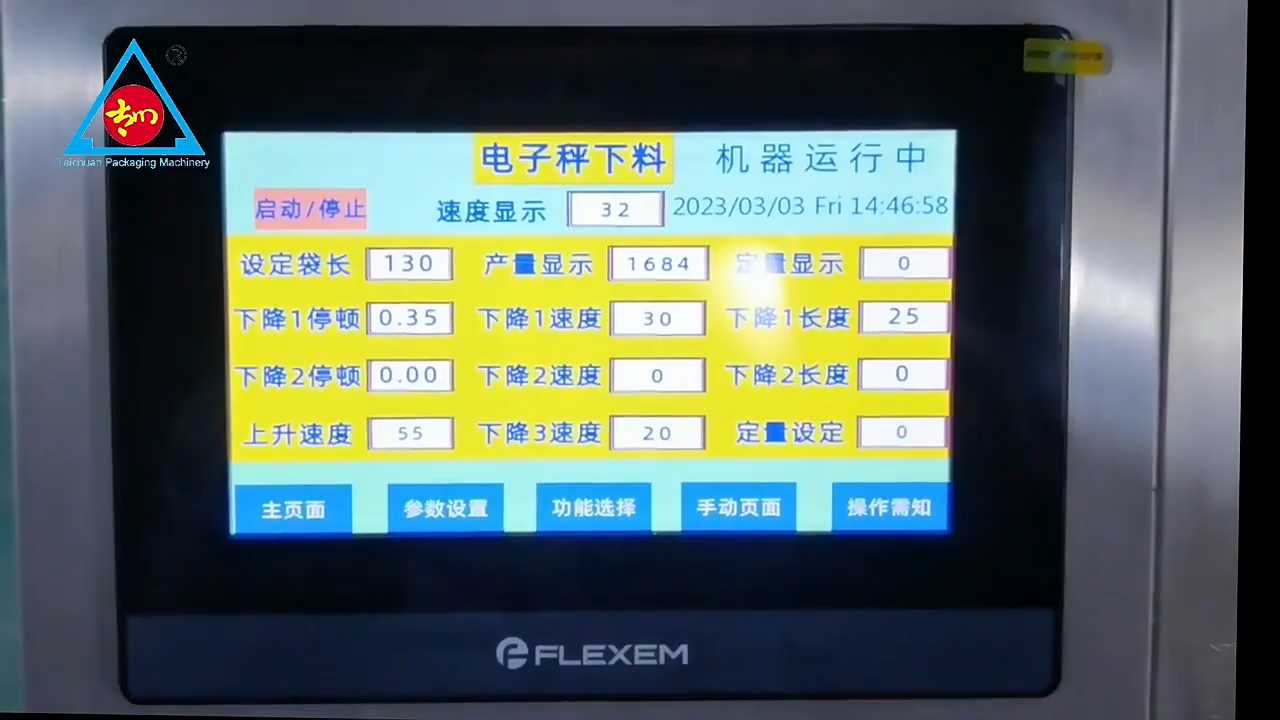 Taichuan Packaging Machinery
电子秤下料 机器运行中
启动/停止 速度显示 32 2023/03/03 Fri 14:46:58
设定袋长 130 产量显示 1684 定量显示 0
下降1停顿 0.35 下降1速度 30 下降1长度 25
下降2停顿 0.00 下降2速度 0 下降2长度 0
上升速度 55 下降3速度 20 定量设定 0
主页面 参数设置 功能选择 手动页面 操作需知
FLEXEM